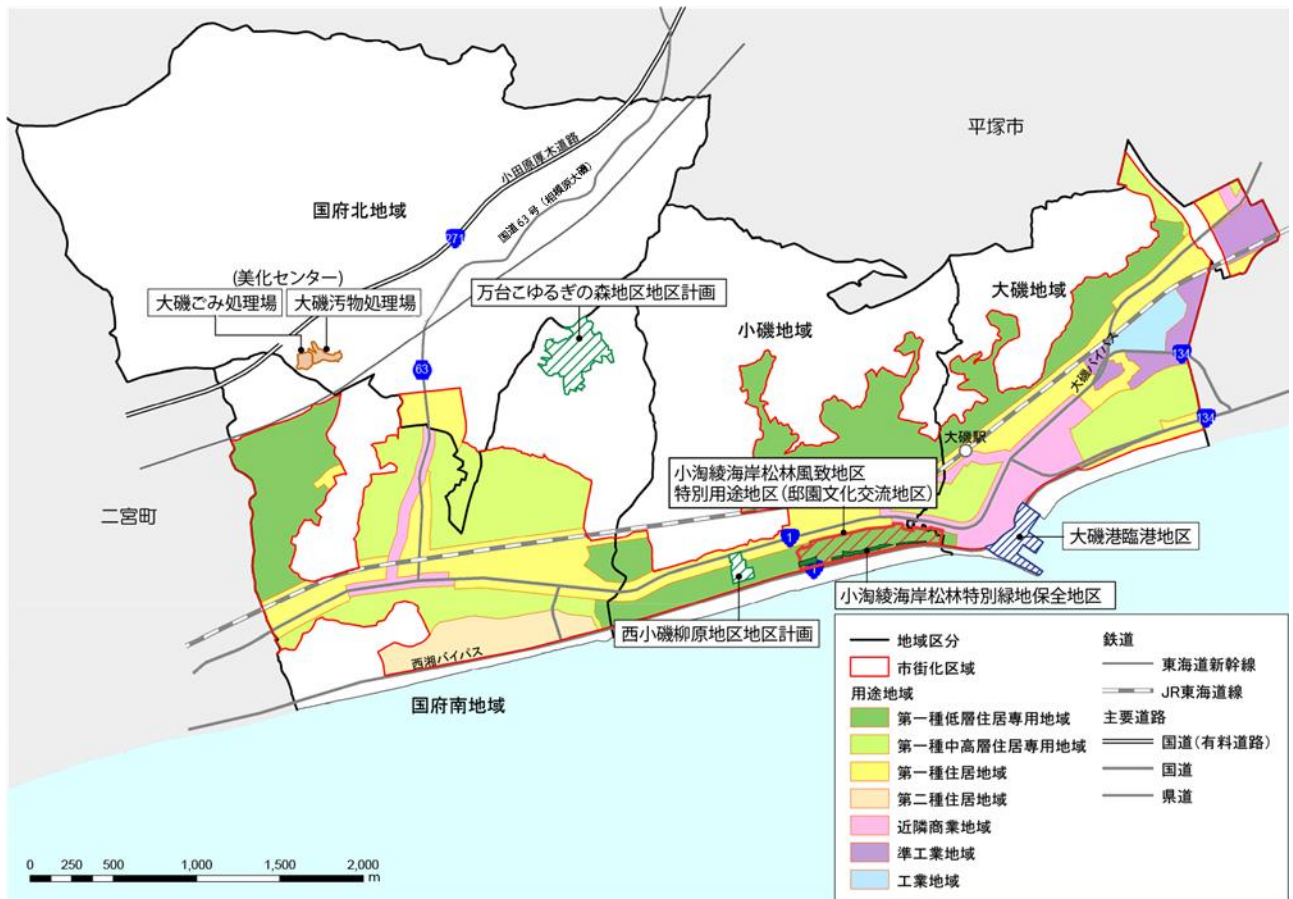 平塚市
小田原厚木道路
国府北地域
国道63号(相模原大磯)
271
(美化センター)
大磯ごみ処理場
大磯汚物処理場
万台こゆるぎの森地区地区計画
大磯地域
小磯地域
63
大磯バイパス
134
大磯駅
134
小淘綾海岸松林風致地区
特別用途地区(邸園文化交流地区)
二宮町
1
大磯港臨港地区
1
小淘綾海岸松林特別緑地保全地区
西小磯柳原地区地区計画
西湘バイパス
国府南地域
地域区分
市街化区域
用途地域
第一種低層住居専用地域
第一種中高層住居専用地域
第一種住居地域
第二種住居地域
近隣商業地域
準工業地域
工業地域
鉄道
東海道新幹線
JR東海道線
主要道路
国道(有料道路)
国道
県道
0 250 500 1,000 1,500 2,000
m